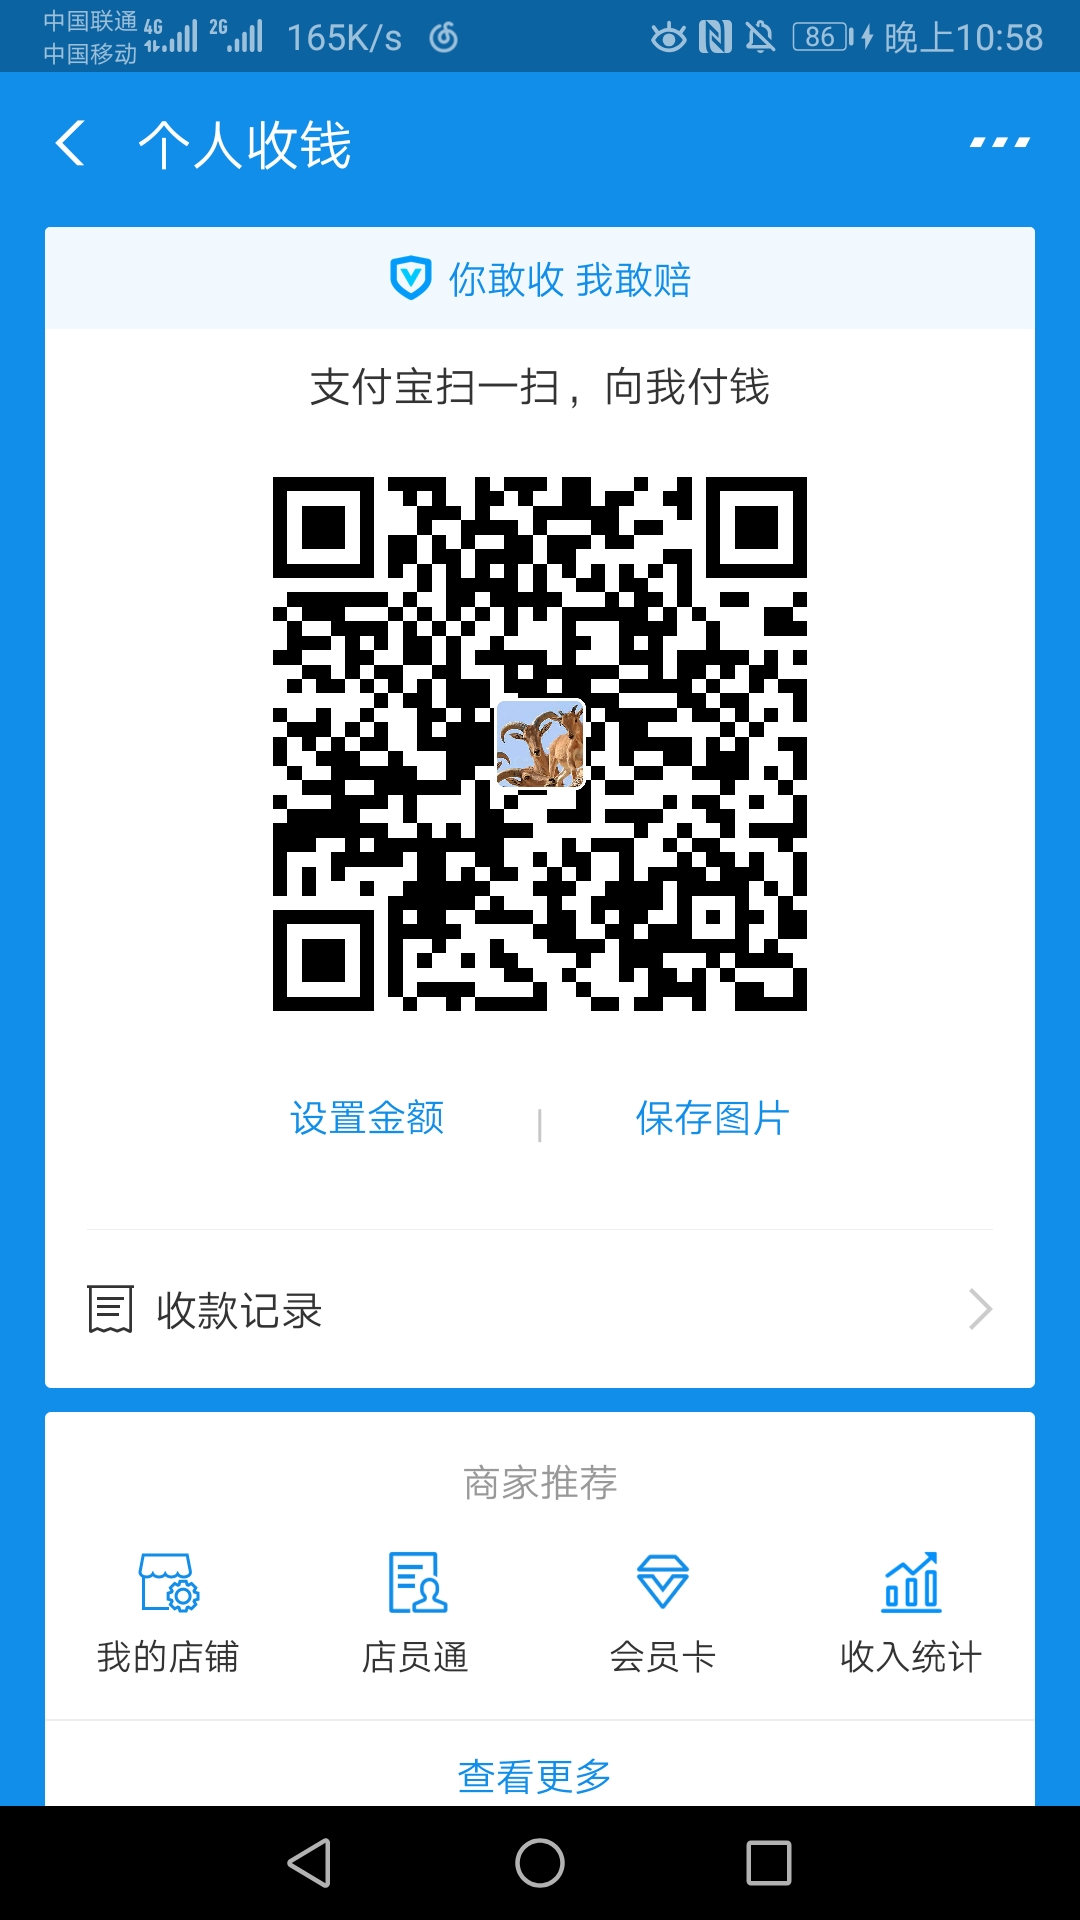 中国联通 4G 2G 165K/s 86 晚上10:58
中国移动
个人收钱
你敢收 我敢赔
支付宝扫一扫，向我付钱
设置金额 | 保存图片
收款记录
商家推荐
我的店铺 店员通 会员卡 收入统计
查看更多